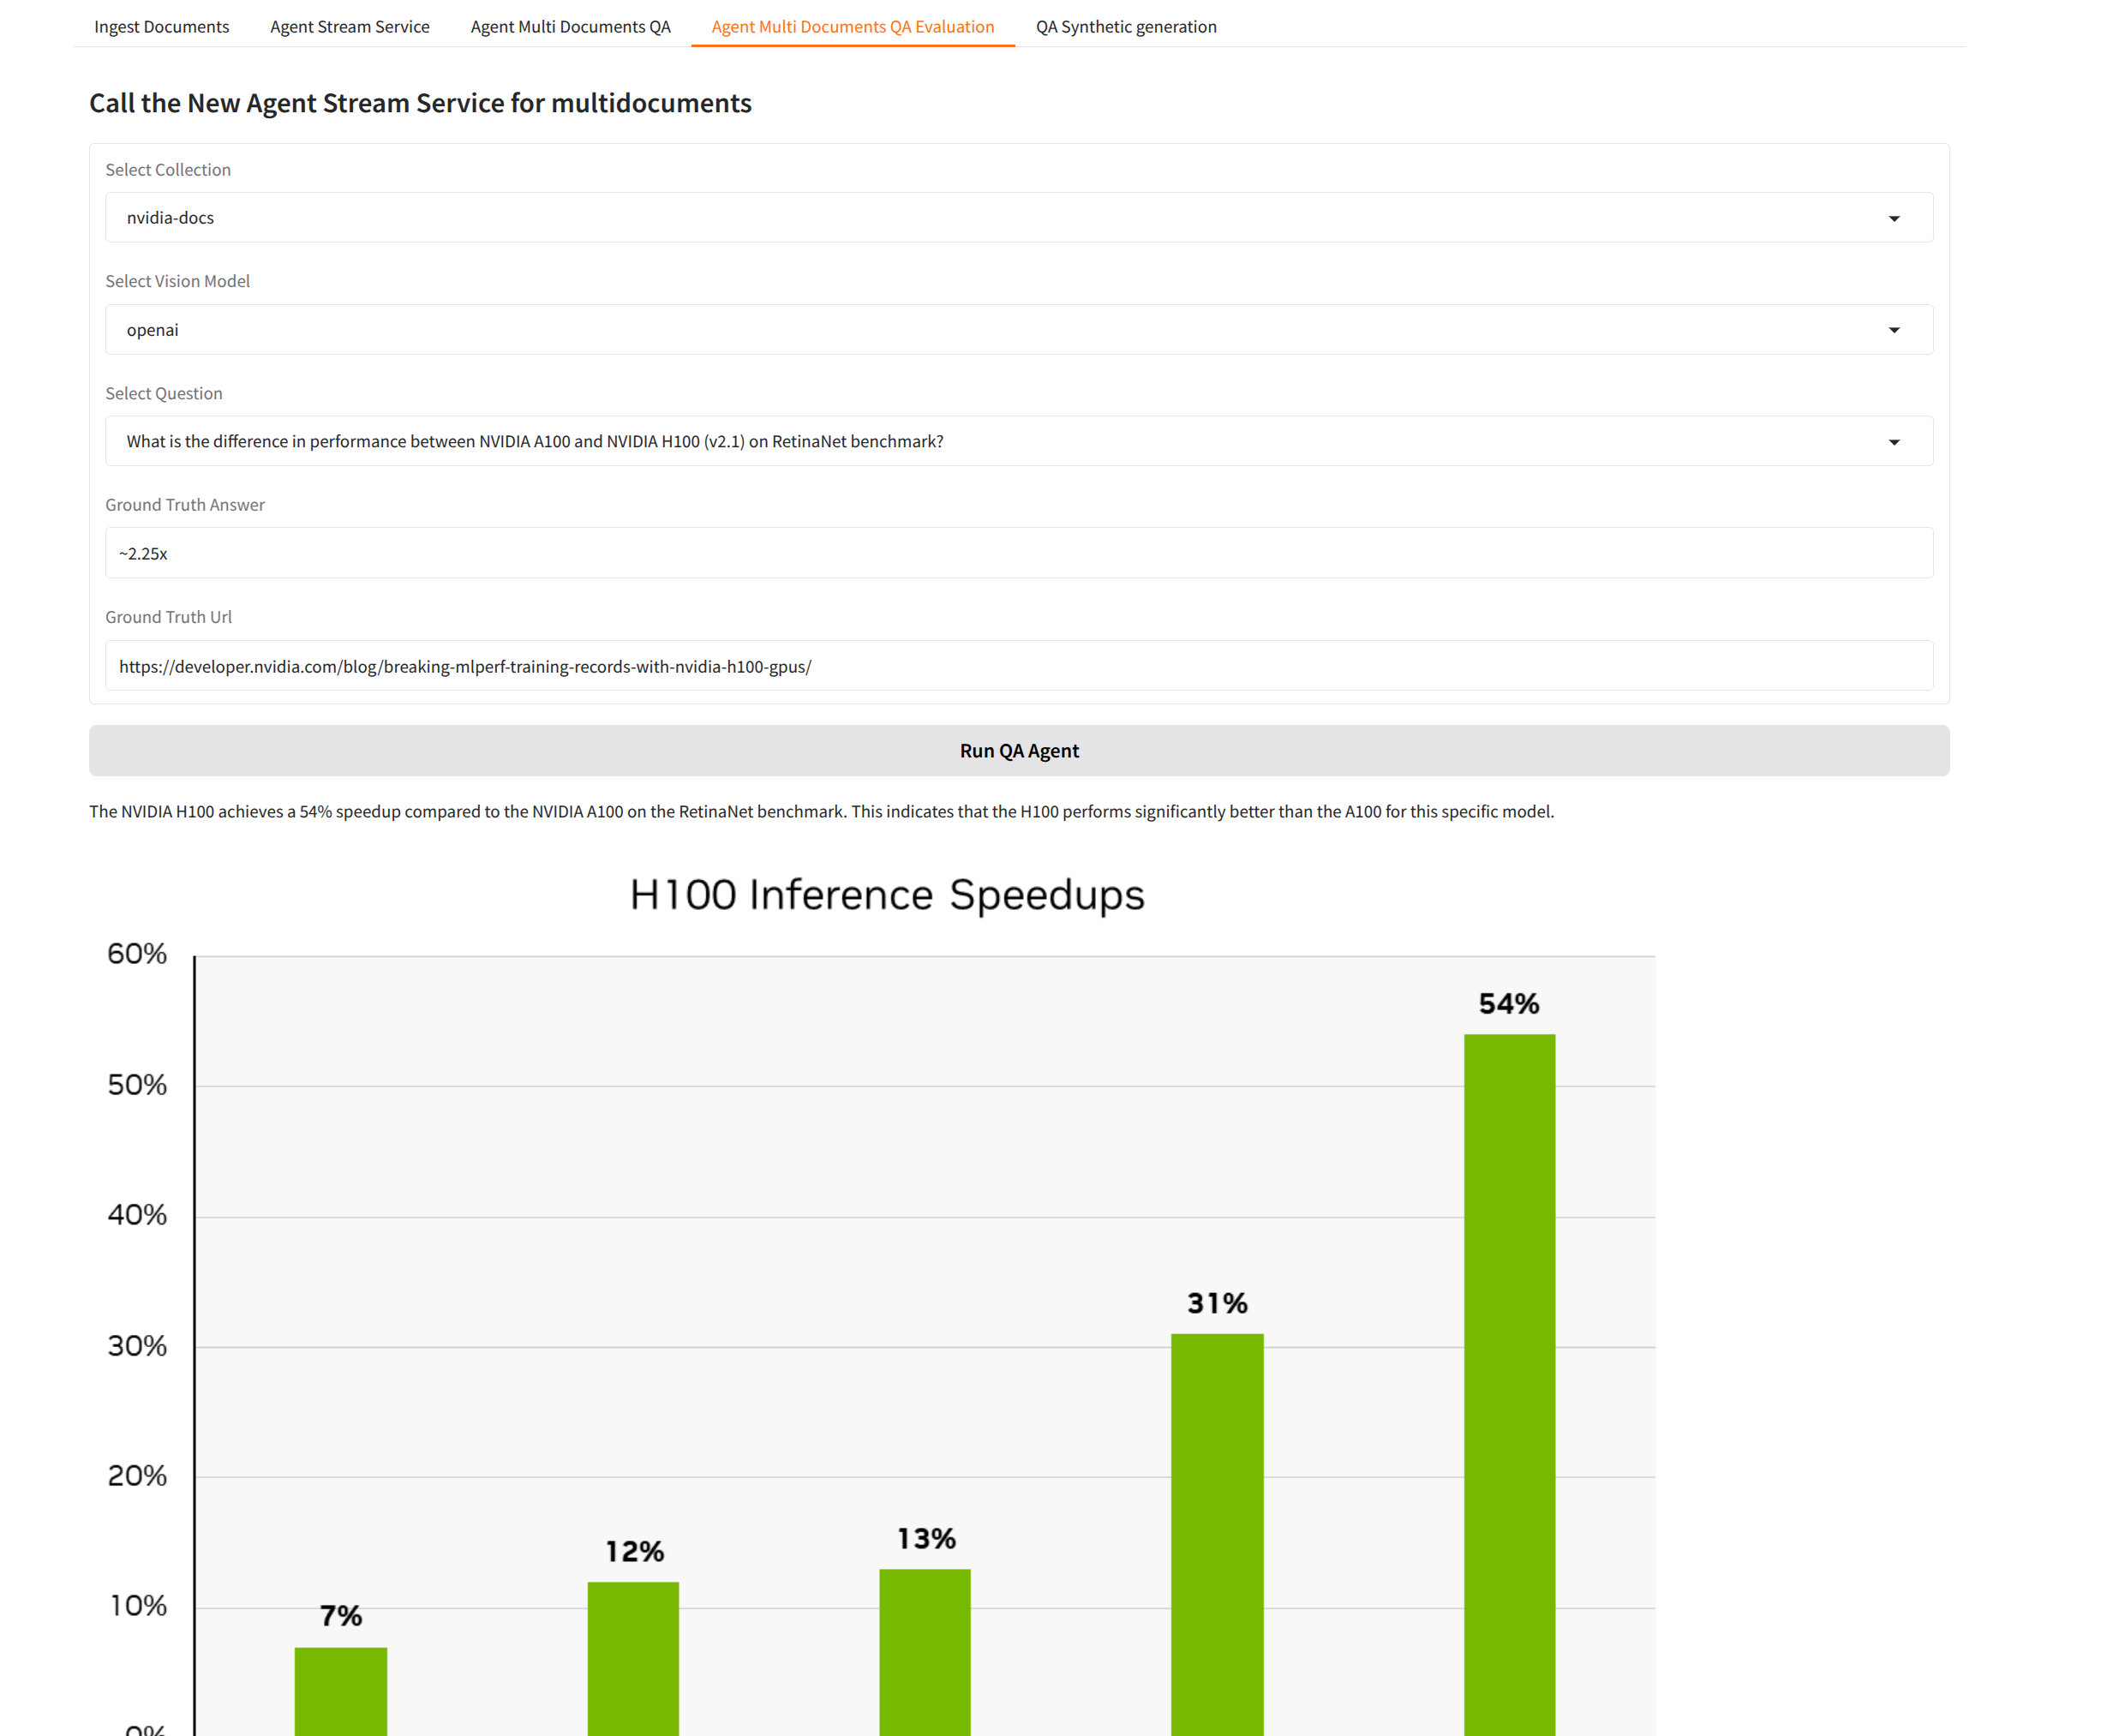 Ingest Documents Agent Stream Service Agent Multi Documents QA Agent Multi Documents QA Evaluation QA Synthetic generation
Call the New Agent Stream Service for multidocuments
Select Collection
nvidia-docs
Select Vision Model
openai
Select Question
What is the difference in performance between NVIDIA A100 and NVIDIA H100 (v2.1) on RetinaNet benchmark?
Ground Truth Answer
~2.25x
Ground Truth Url
https://developer.nvidia.com/blog/breaking-mlperf-training-records-with-nvidia-h100-gpus/
Run QA Agent
The NVIDIA H100 achieves a 54% speedup compared to the NVIDIA A100 on the RetinaNet benchmark. This indicates that the H100 performs significantly better than the A100 for this specific model.
H100 Inference Speedups
60%
54%
50%
40%
31%
30%
20%
13%
12%
10%
7%
0%